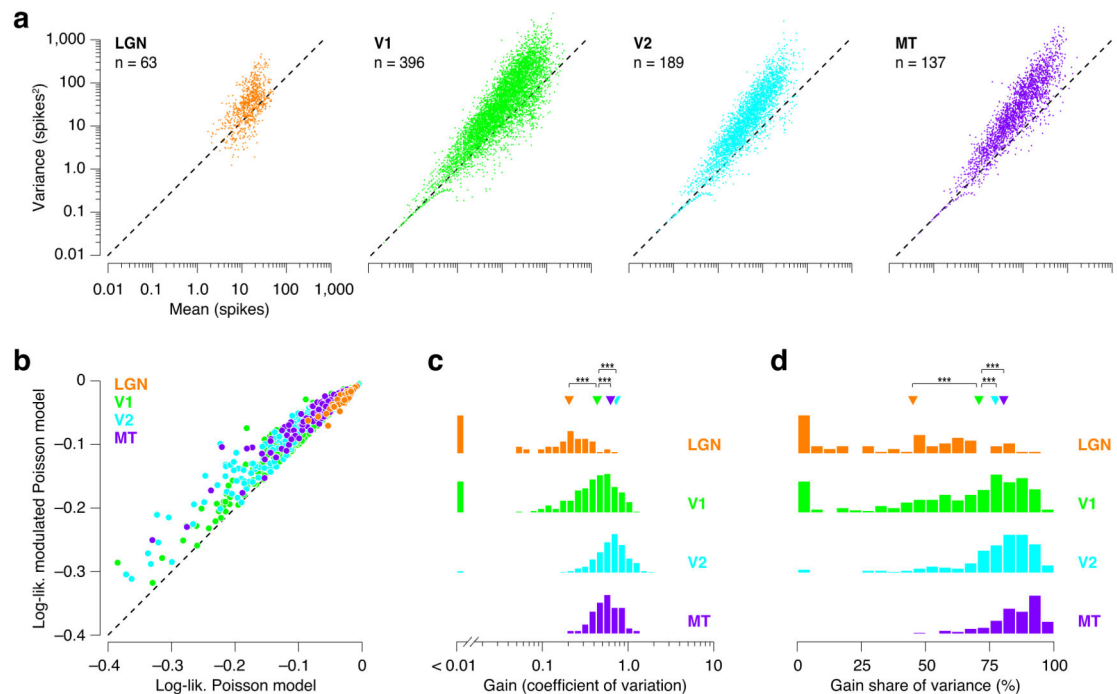 a
LGN
n = 63
V1
n = 396
V2
n = 189
MT
n = 137
Variance (spikes²)
1,000
100
10
1.0
0.1
0.01
0.01 0.1 1.0 10 100 1,000
Mean (spikes)
b
LGN
V1
V2
MT
Log-lik. modulated Poisson model
0
−0.1
−0.2
−0.3
−0.4
−0.4 −0.3 −0.2 −0.1 0
Log-lik. Poisson model
c
***
*** ***
LGN
V1
V2
MT
< 0.01 0.1 1.0 10
Gain (coefficient of variation)
d
***
*** ***
LGN
V1
V2
MT
0 25 50 75 100
Gain share of variance (%)